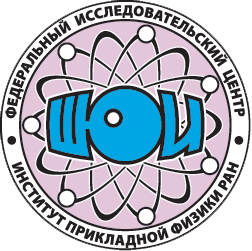 ФЕДЕРАЛЬНЫЙ ИССЛЕДОВАТЕЛЬСКИЙ ЦЕНТР
ИНСТИТУТ ПРИКЛАДНОЙ ФИЗИКИ РАН